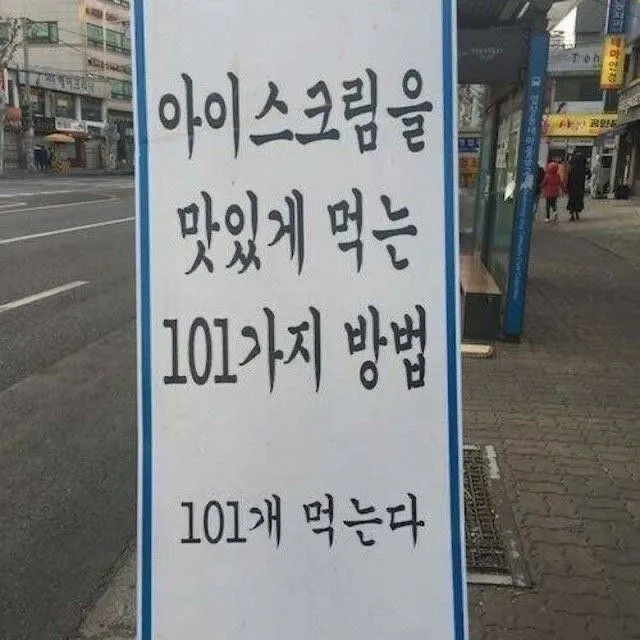 아이스크림을
맛있게 먹는
101가지 방법
101개 먹는다